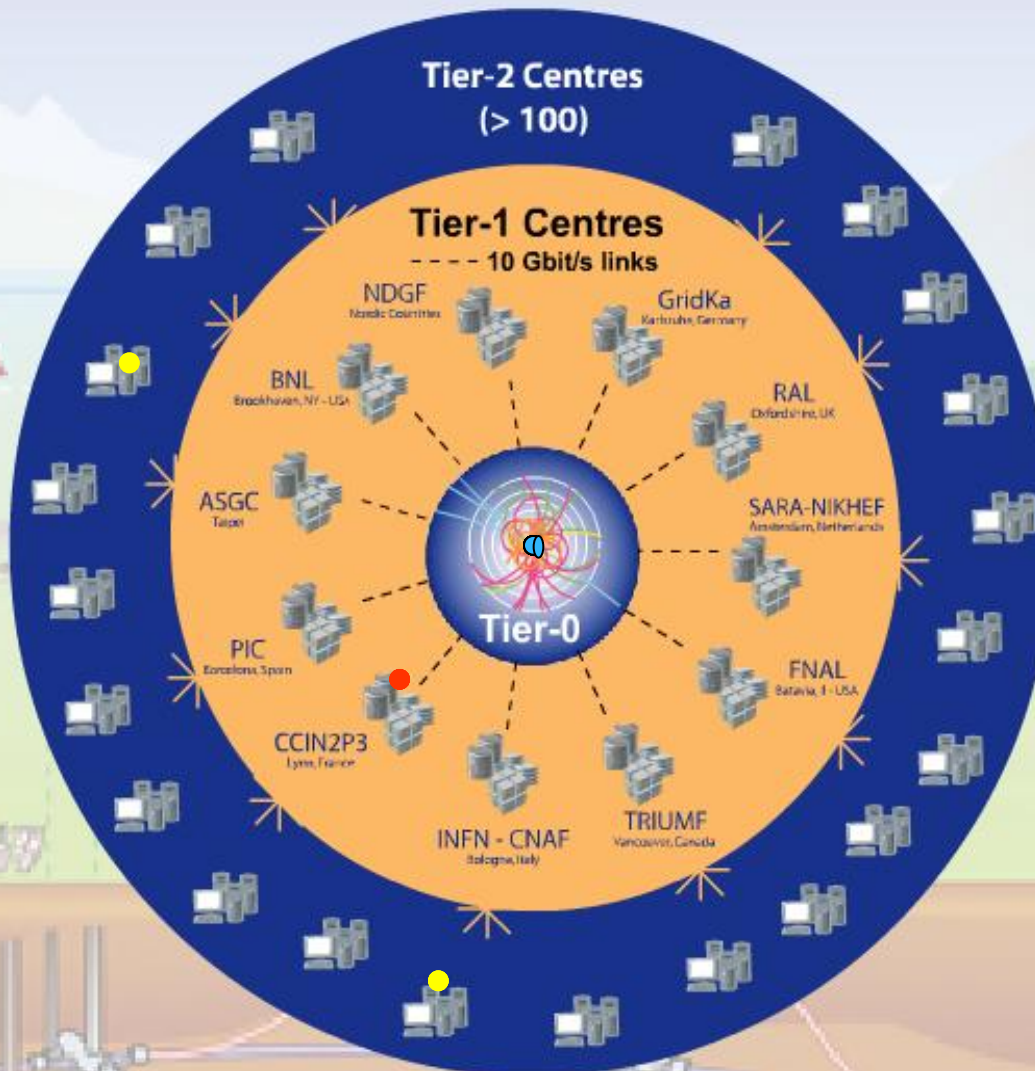 Tier-2 Centres
(> 100)
Tier-1 Centres
---- 10 Gbit/s links
NDGF
Nordic Countries
GridKa
Karlsruhe, Germany
BNL
Brookhaven, NY - USA
RAL
Oxfordshire, UK
ASGC
Taipei
SARA-NIKHEF
Amsterdam, Netherlands
Tier-0
PIC
Barcelona, Spain
FNAL
Batavia, Il - USA
CCIN2P3
Lyon, France
TRIUMF
Vancouver, Canada
INFN - CNAF
Bologna, Italy